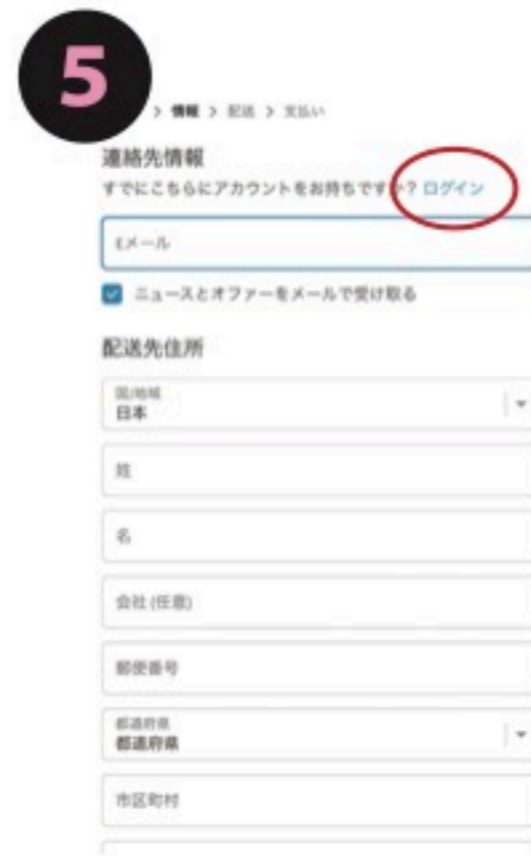 5
> 情報 > 配送 > 支払い
連絡先情報
すでにこちらにアカウントをお持ちですか? ログイン
Eメール
ニュースとオファーをメールで受け取る
配送先住所
国/地域
日本
姓
名
会社 (任意)
郵便番号
都道府県
都道府県
市区町村